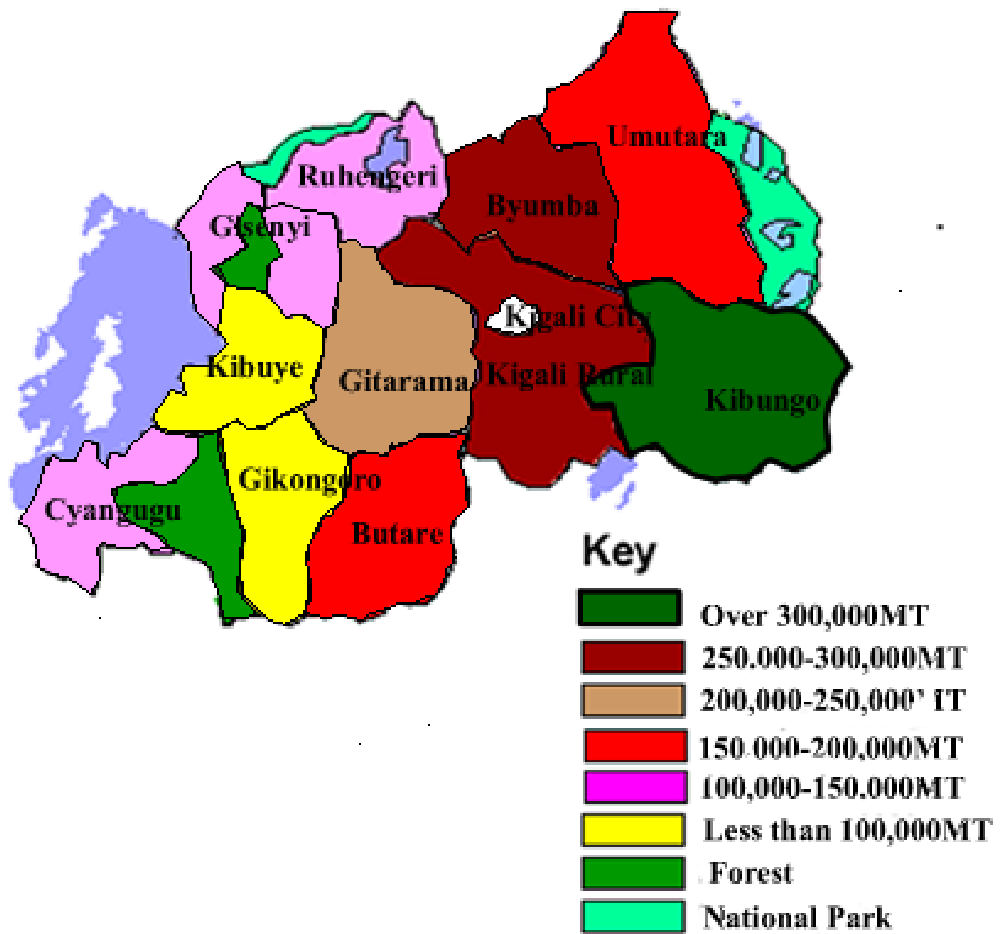 Umutara
Ruhengeri
Byumba
Gisenyi
Kigali City
Kibuye
Gitarama
Kigali Rural
Kibungo
Gikongoro
Cyangugu
Butare
Key
Over 300,000MT
250.000-300,000MT
200,000-250,000
150.000-200,000MT
100,000-150.000MT
Less than 100,000MT
Forest
National Park